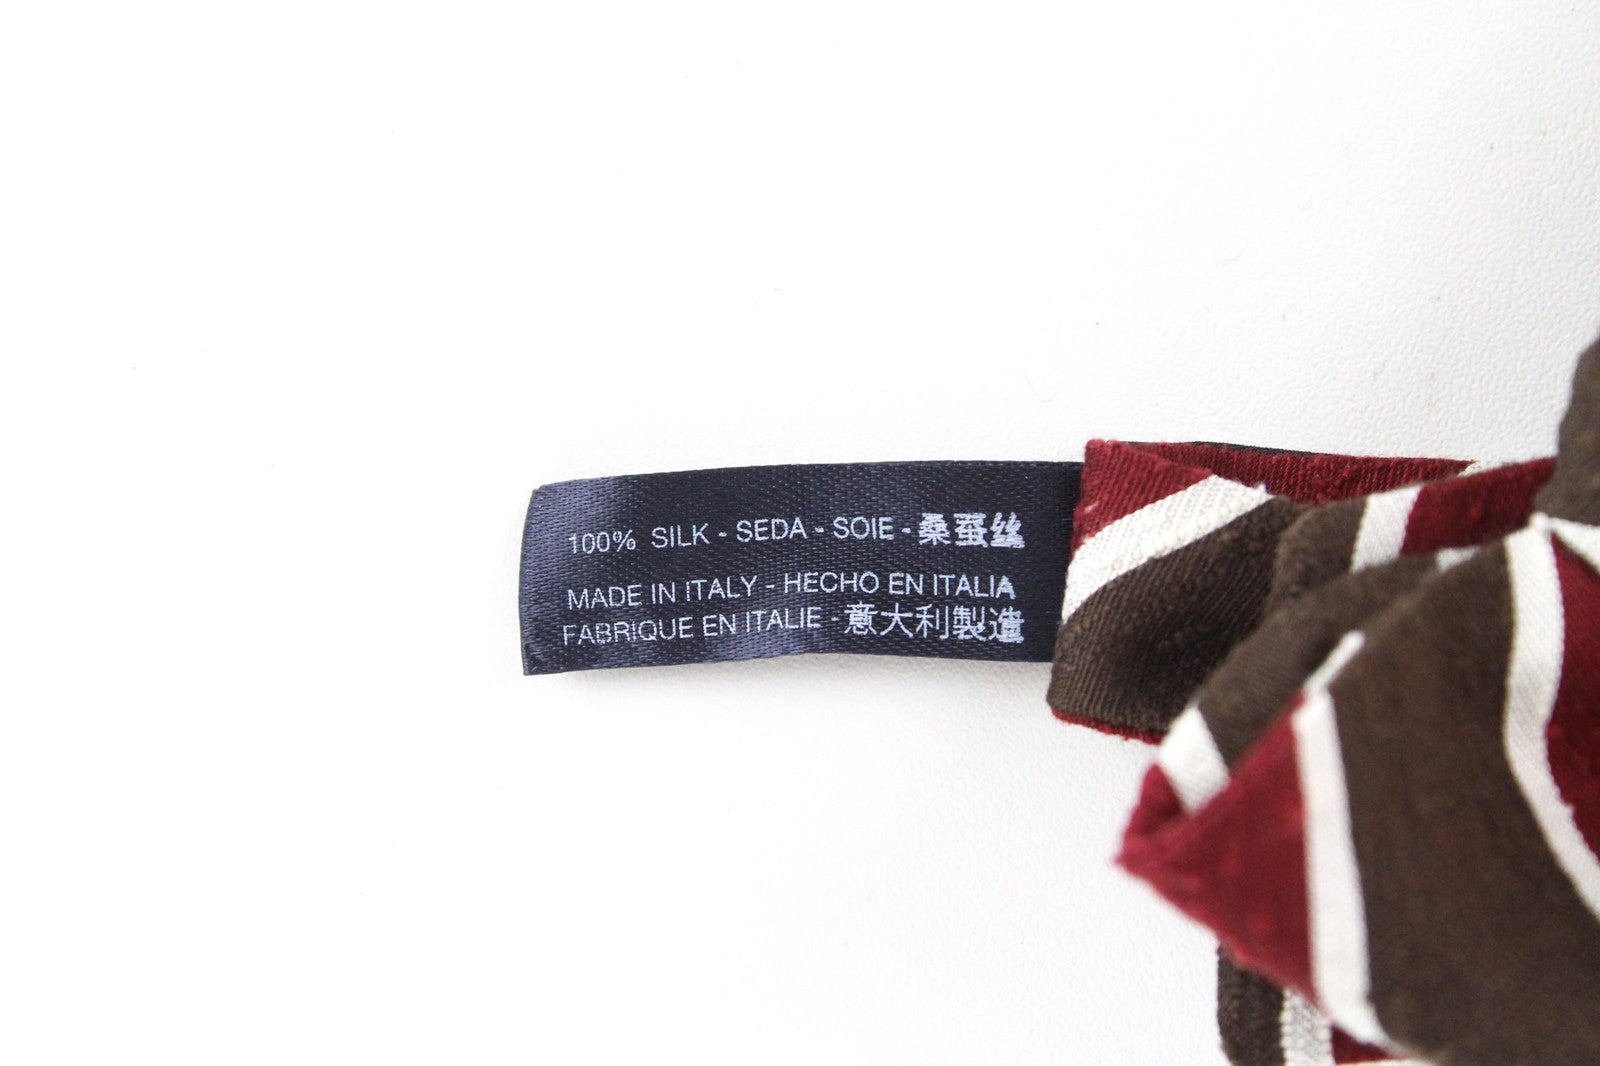 100% SILK - SEDA - SOIE - 桑蚕丝
MADE IN ITALY - HECHO EN ITALIA
FABRIQUE EN ITALIE - 意大利製造